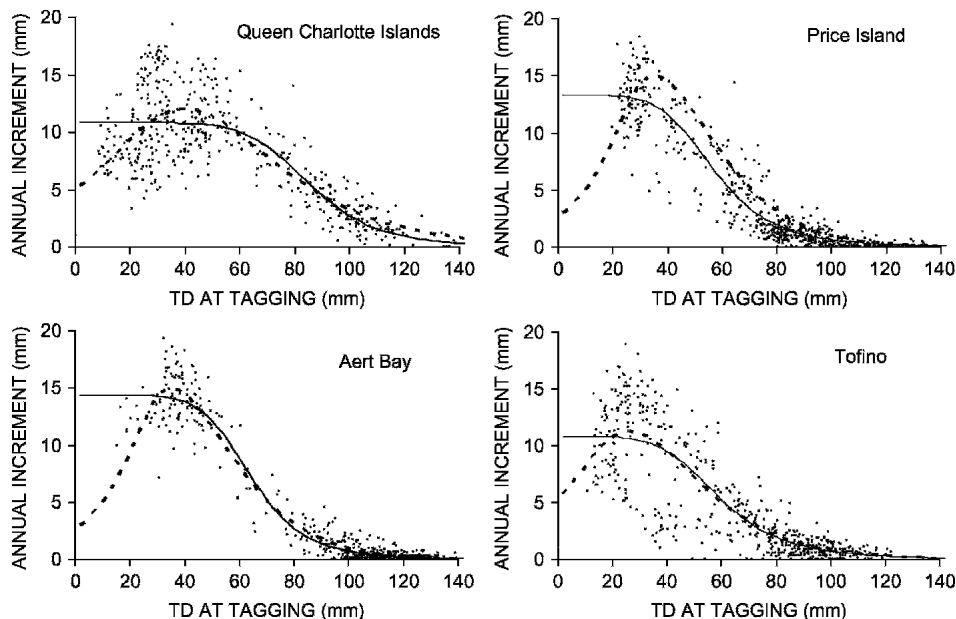 Queen Charlotte Islands
ANNUAL INCREMENT (mm)
20
15
10
5
0
0 20 40 60 80 100 120 140
TD AT TAGGING (mm)
Price Island
ANNUAL INCREMENT (mm)
20
15
10
5
0
0 20 40 60 80 100 120 140
TD AT TAGGING (mm)
Aert Bay
ANNUAL INCREMENT (mm)
20
15
10
5
0
0 20 40 60 80 100 120 140
TD AT TAGGING (mm)
Tofino
ANNUAL INCREMENT (mm)
20
15
10
5
0
0 20 40 60 80 100 120 140
TD AT TAGGING (mm)